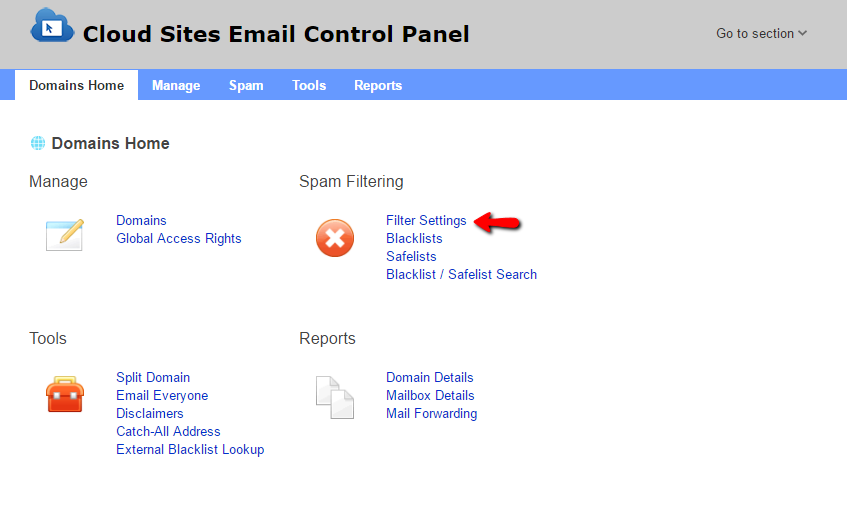 Cloud Sites Email Control Panel
Go to section
Domains Home
Manage
Spam
Tools
Reports
Domains Home
Manage
Domains
Global Access Rights
Spam Filtering
Filter Settings
Blacklists
Safelists
Blacklist / Safelist Search
Tools
Split Domain
Email Everyone
Disclaimers
Catch-All Address
External Blacklist Lookup
Reports
Domain Details
Mailbox Details
Mail Forwarding